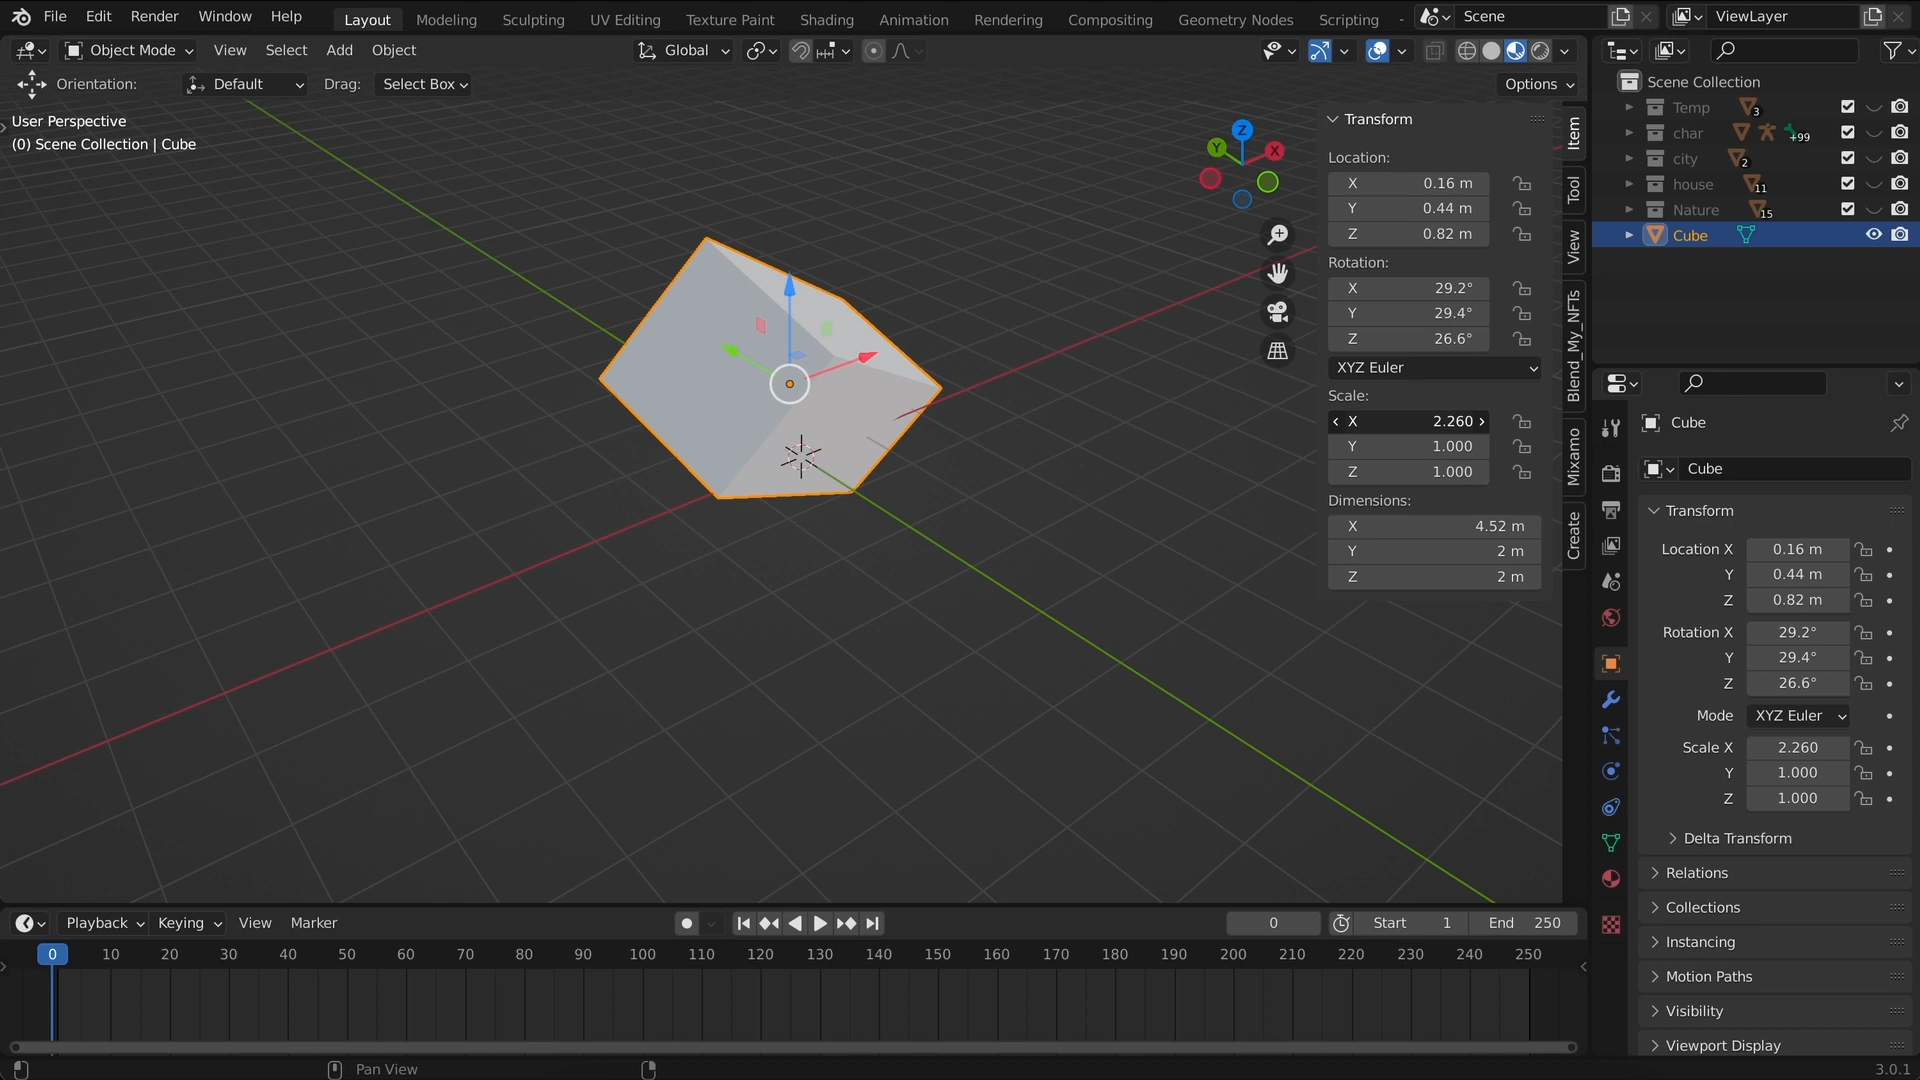 File Edit Render Window Help Layout Modeling Sculpting UV Editing Texture Paint Shading Animation Rendering Compositing Geometry Nodes Scripting Scene ViewLayer
Object Mode View Select Add Object Global
Orientation: Default Drag: Select Box Options
User Perspective
(0) Scene Collection | Cube
Z
Y
X
Transform
Location:
X 0.16 m
Y 0.44 m
Z 0.82 m
Rotation:
X 29.2°
Y 29.4°
Z 26.6°
XYZ Euler
Scale:
X 2.260
Y 1.000
Z 1.000
Dimensions:
X 4.52 m
Y 2 m
Z 2 m
Item
Tool
View
Blend_My_NFTs
Mixamo
Create
Scene Collection
Temp 3
char +99
city 2
house 11
Nature 15
Cube
Cube
Cube
Transform
Location X 0.16 m
Y 0.44 m
Z 0.82 m
Rotation X 29.2°
Y 29.4°
Z 26.6°
Mode XYZ Euler
Scale X 2.260
Y 1.000
Z 1.000
Delta Transform
Relations
Collections
Instancing
Motion Paths
Visibility
Viewport Display
Playback Keying View Marker 0 Start 1 End 250
0 10 20 30 40 50 60 70 80 90 100 110 120 130 140 150 160 170 180 190 200 210 220 230 240 250
Pan View
3.0.1